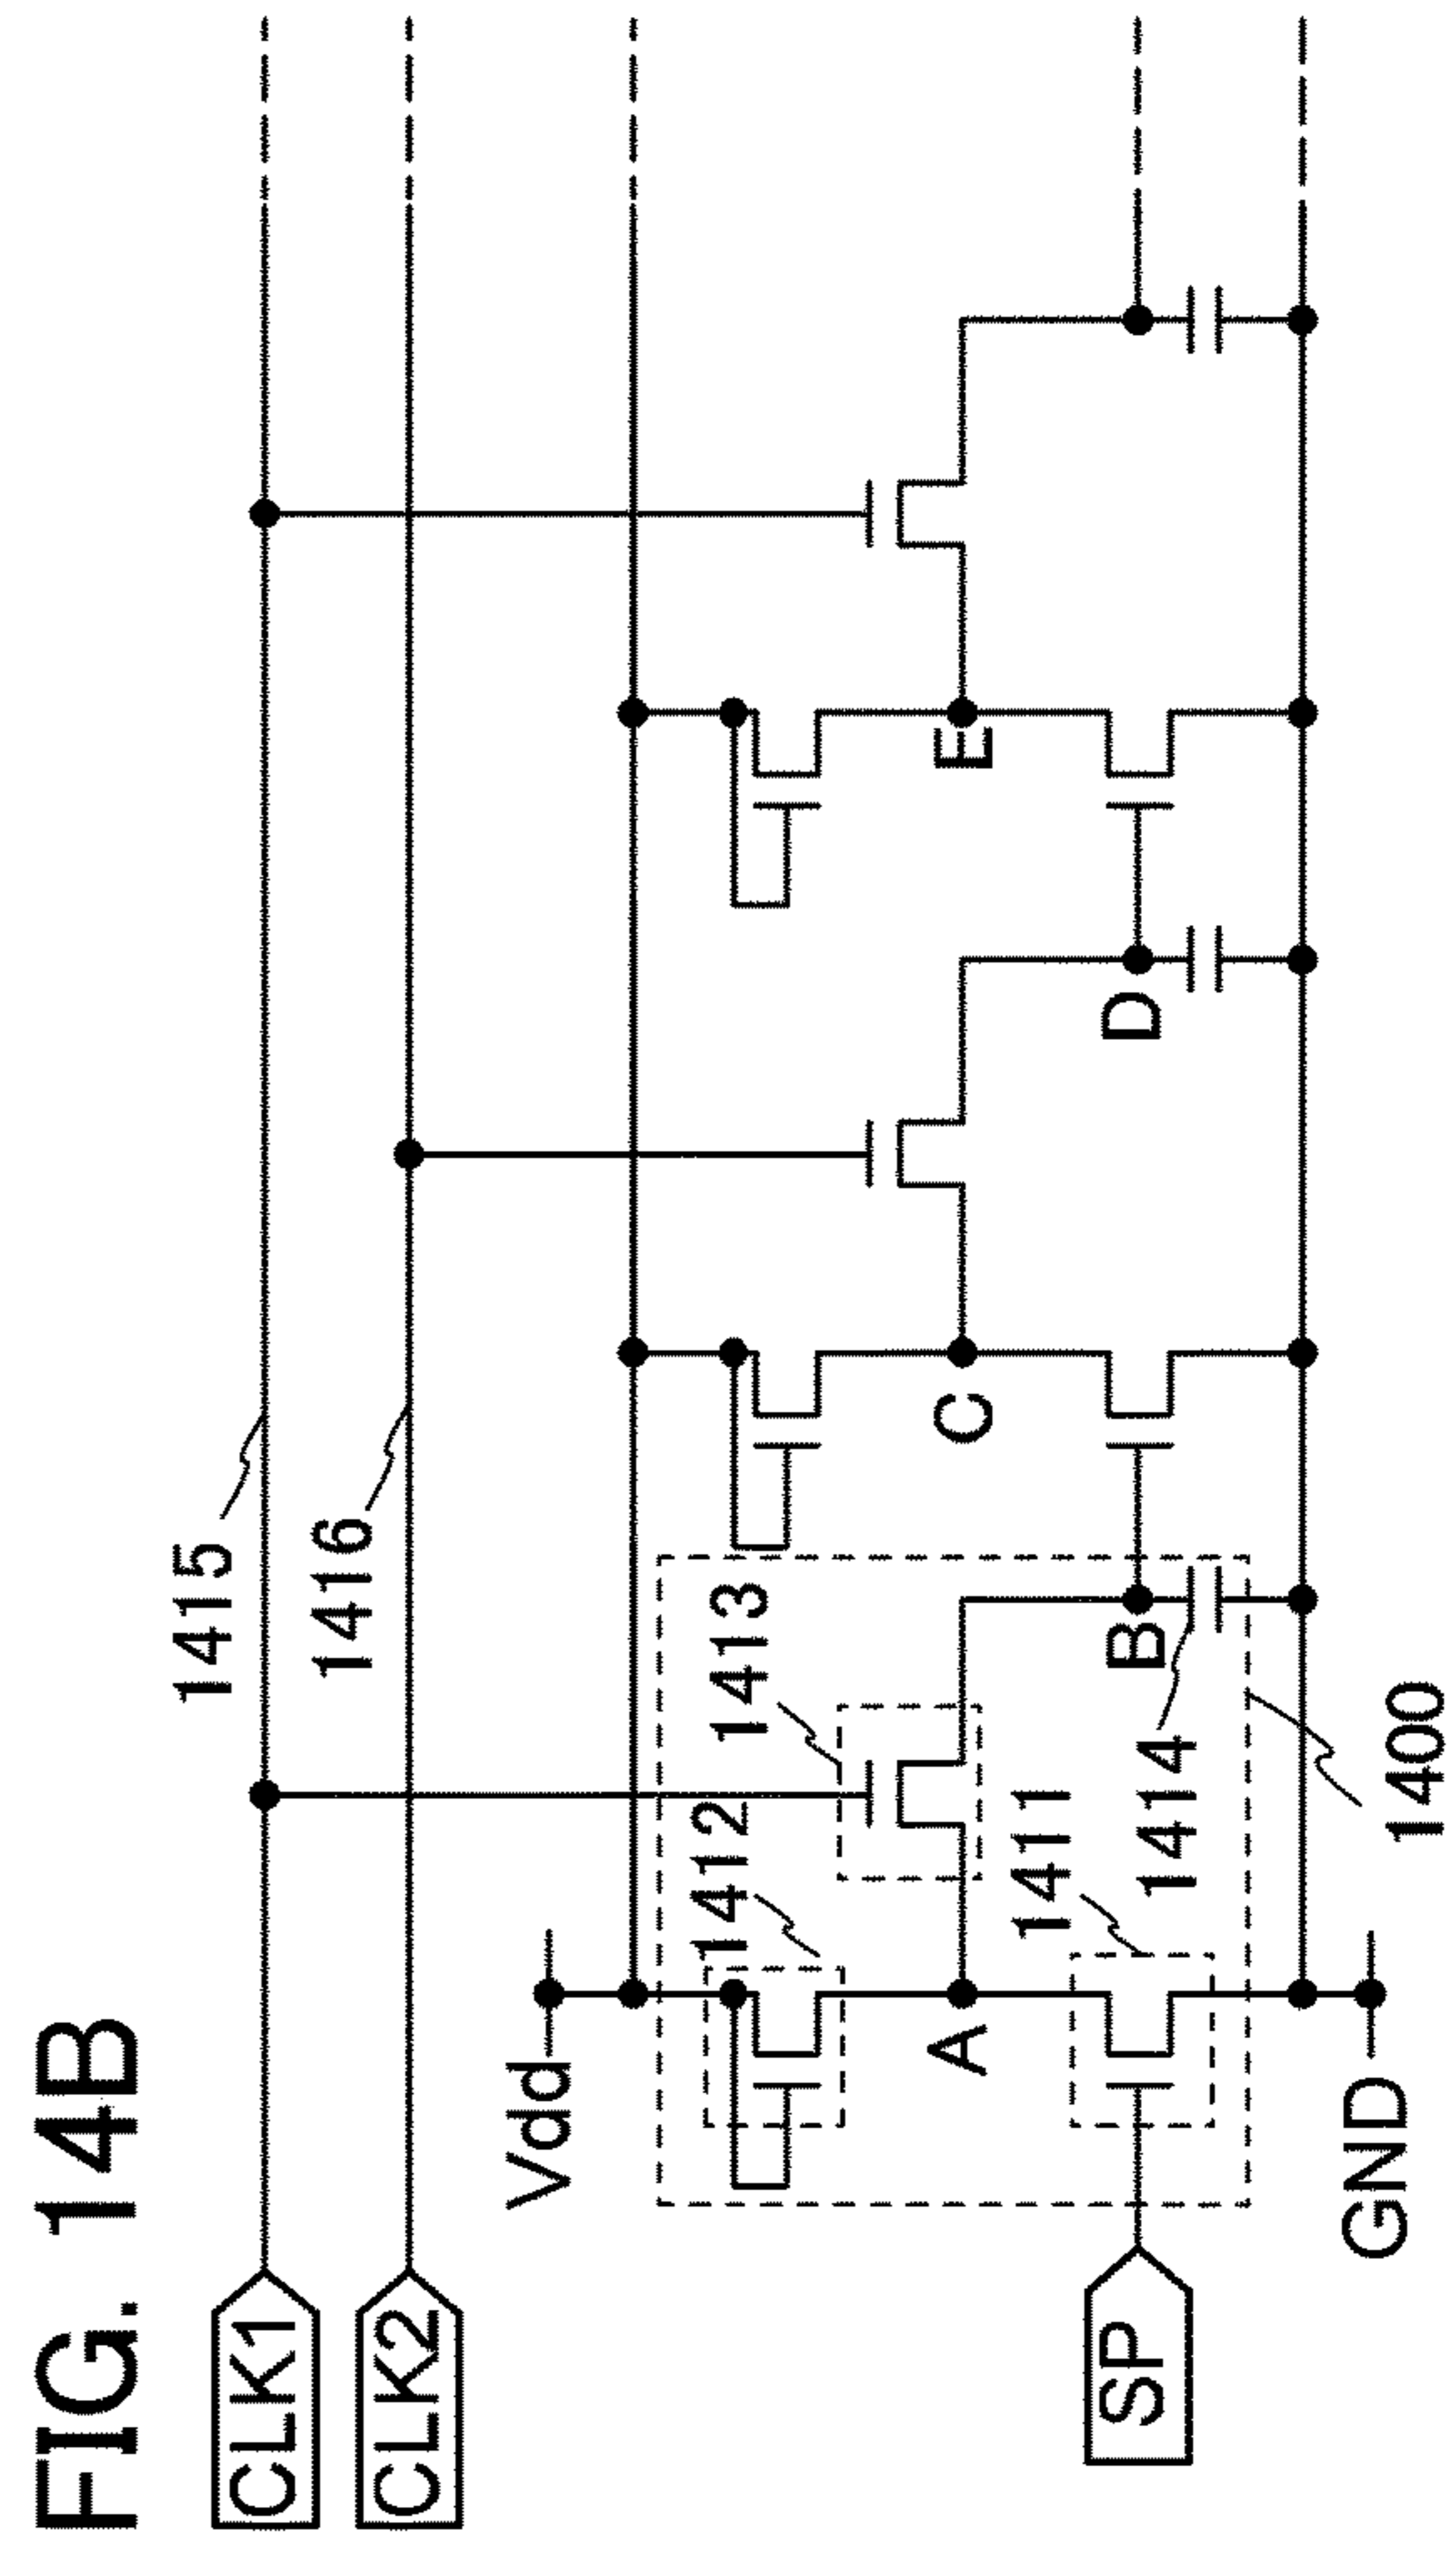 FIG. 14B
CLK1
1415
CLK2
1416
Vdd
1412
1413
A
C
E
1411
SP
B
D
1414
GND
1400